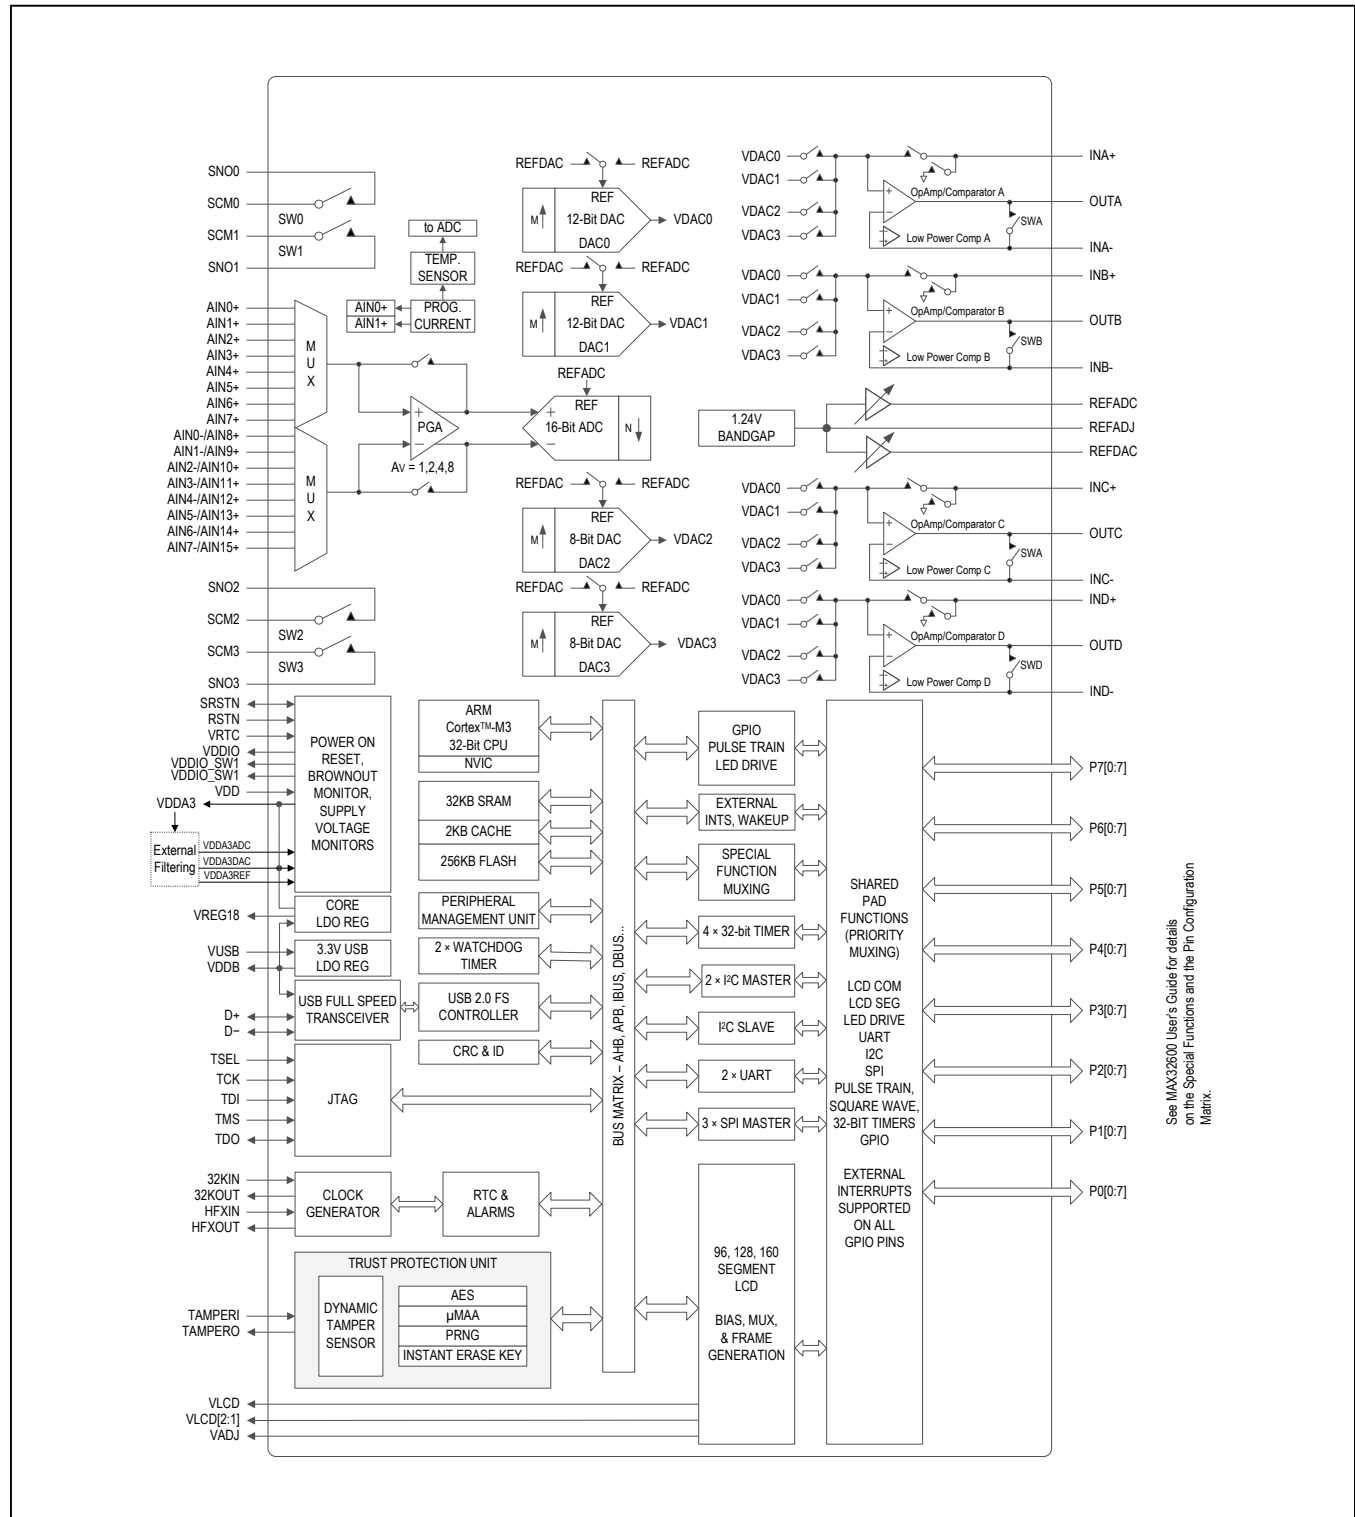 SNO0
SCM0
SW0
SCM1
SW1
SNO1
to ADC
TEMP.
SENSOR
AIN0+
AIN1+
PROG.
CURRENT
AIN0+
AIN1+
AIN2+
AIN3+
AIN4+
AIN5+
AIN6+
AIN7+
AIN0-/AIN8+
AIN1-/AIN9+
AIN2-/AIN10+
AIN3-/AIN11+
AIN4-/AIN12+
AIN5-/AIN13+
AIN6-/AIN14+
AIN7-/AIN15+
M
U
X
M
U
X
+
PGA
−
AV = 1,2,4,8
SNO2
SCM2
SW2
SCM3
SW3
SNO3
REFDAC
REFADC
REF
M
12-Bit DAC
DAC0
VDAC0
REFDAC
REFADC
REF
M
12-Bit DAC
DAC1
VDAC1
REFADC
REF
+
16-Bit ADC
−
N
REFDAC
REFADC
REF
M
8-Bit DAC
DAC2
VDAC2
REFDAC
REFADC
REF
M
8-Bit DAC
DAC3
VDAC3
VDAC0
VDAC1
VDAC2
VDAC3
+
−
OpAmp/Comparator A
Low Power Comp A
SWA
INA+
OUTA
INA-
VDAC0
VDAC1
VDAC2
VDAC3
+
−
OpAmp/Comparator B
Low Power Comp B
SWB
INB+
OUTB
INB-
1.24V
BANDGAP
REFADC
REFADJ
REFDAC
VDAC0
VDAC1
VDAC2
VDAC3
+
−
OpAmp/Comparator C
Low Power Comp C
SWA
INC+
OUTC
INC-
VDAC0
VDAC1
VDAC2
VDAC3
+
−
OpAmp/Comparator D
Low Power Comp D
SWD
IND+
OUTD
IND-
SRSTN
RSTN
VRTC
VDDIO
VDDIO_SW1
VDDIO_SW1
VDD
VDDA3
External
Filtering
VDDA3ADC
VDDA3DAC
VDDA3REF
POWER ON
RESET,
BROWNOUT
MONITOR,
SUPPLY
VOLTAGE
MONITORS
VREG18
CORE
LDO REG
VUSB
VDDB
3.3V USB
LDO REG
D+
D−
USB FULL SPEED
TRANSCEIVER
TSEL
TCK
TDI
TMS
TDO
JTAG
32KIN
32KOUT
HFXIN
HFXOUT
CLOCK
GENERATOR
RTC &
ALARMS
TRUST PROTECTION UNIT
TAMPERI
TAMPERO
DYNAMIC
TAMPER
SENSOR
AES
µMAA
PRNG
INSTANT ERASE KEY
VLCD
VLCD[2:1]
VADJ
ARM
Cortex™-M3
32-Bit CPU
NVIC
32KB SRAM
2KB CACHE
256KB FLASH
PERIPHERAL
MANAGEMENT UNIT
2 × WATCHDOG
TIMER
USB 2.0 FS
CONTROLLER
CRC & ID
BUS MATRIX – AHB, APB, IBUS, DBUS...
GPIO
PULSE TRAIN
LED DRIVE
EXTERNAL
INTS, WAKEUP
SPECIAL
FUNCTION
MUXING
4 × 32-bit TIMER
2 × I²C MASTER
I²C SLAVE
2 × UART
3 × SPI MASTER
96, 128, 160
SEGMENT
LCD
BIAS, MUX,
& FRAME
GENERATION
SHARED
PAD
FUNCTIONS
(PRIORITY
MUXING)
LCD COM
LCD SEG
LED DRIVE
UART
I2C
SPI
PULSE TRAIN,
SQUARE WAVE,
32-BIT TIMERS
GPIO
EXTERNAL
INTERRUPTS
SUPPORTED
ON ALL
GPIO PINS
P7[0:7]
P6[0:7]
P5[0:7]
P4[0:7]
P3[0:7]
P2[0:7]
P1[0:7]
P0[0:7]
See MAX32600 User's Guide for details
on the Special Functions and the Pin Configuration
Matrix.